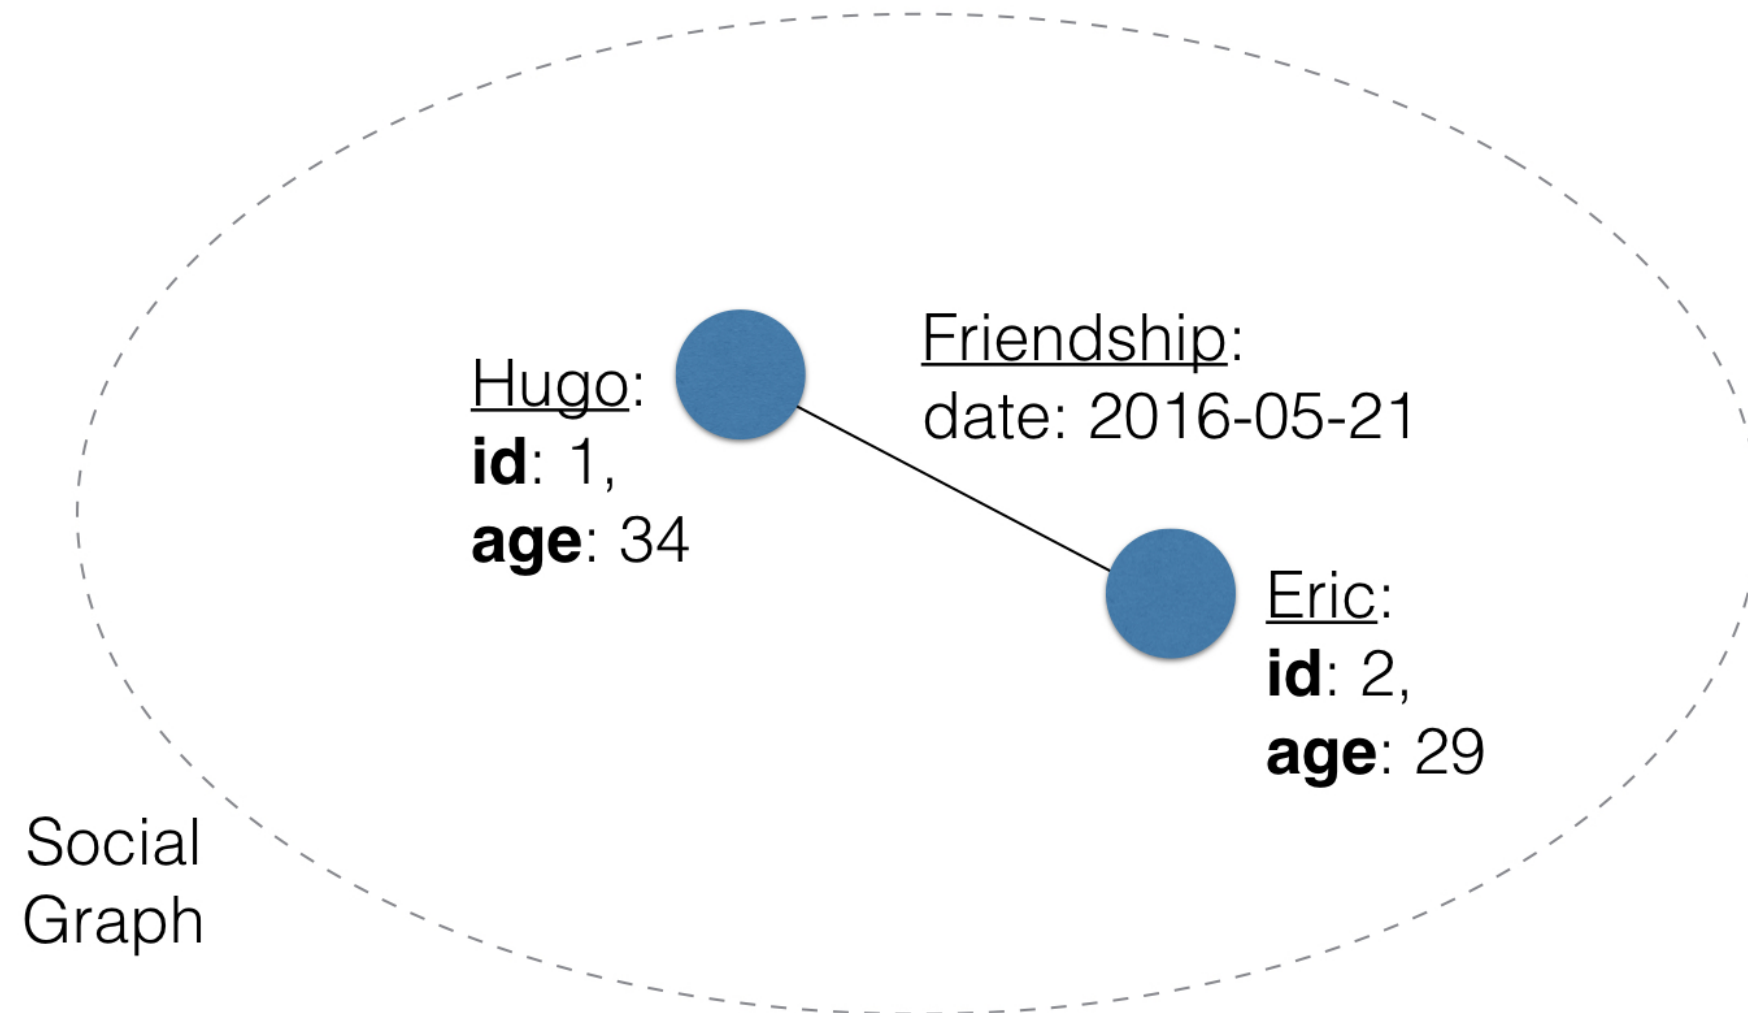 Hugo:
id: 1,
age: 34
Friendship:
date: 2016-05-21
Eric:
id: 2,
age: 29
Social
Graph